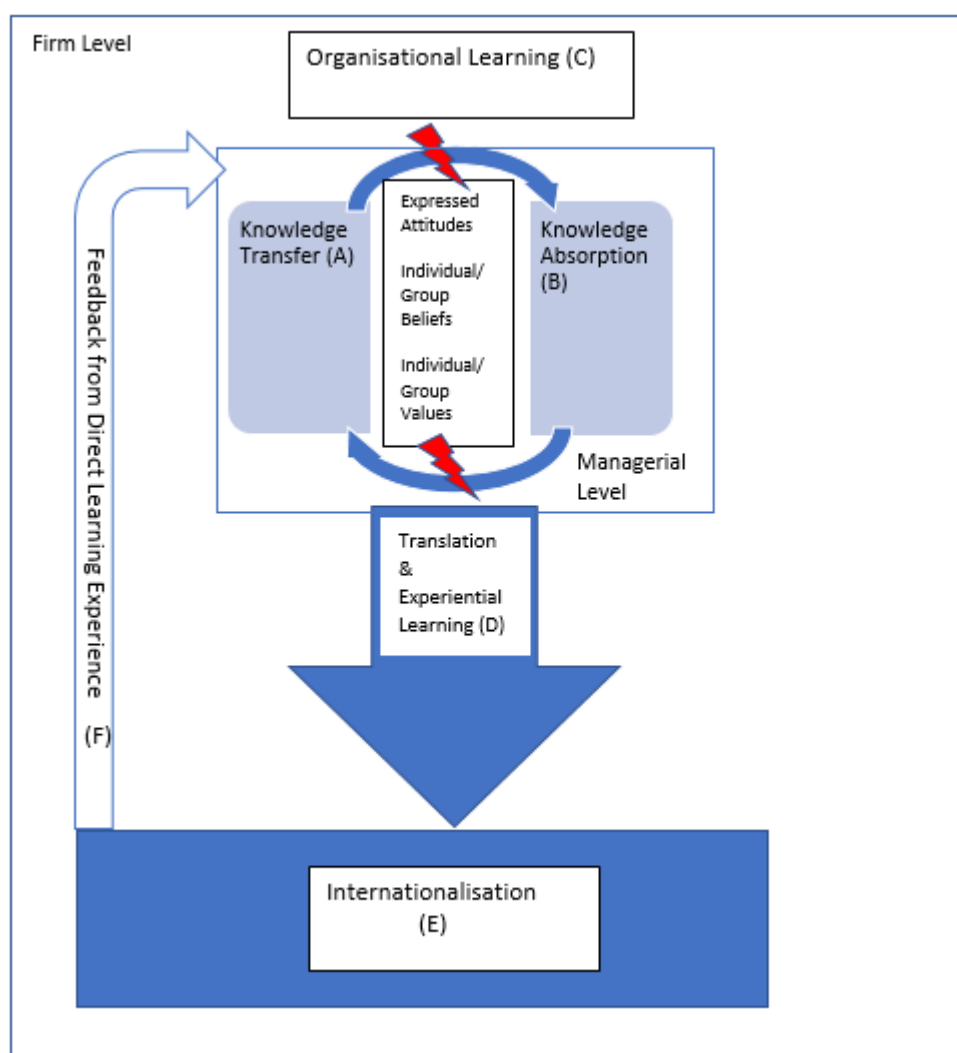 Firm Level
Organisational Learning (C)
Knowledge
Transfer (A)
Expressed
Attitudes
Individual/
Group
Beliefs
Individual/
Group
Values
Knowledge
Absorption
(B)
Managerial
Level
Translation
&
Experiential
Learning (D)
Feedback from Direct Learning Experience
(F)
Internationalisation
(E)